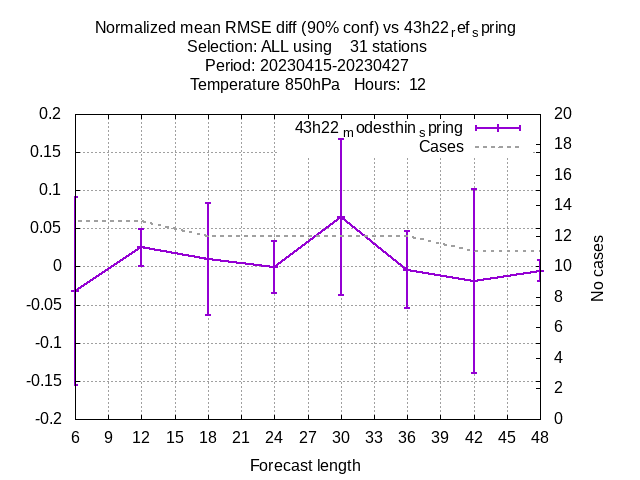 Normalized mean RMSE diff (90% conf) vs 43h22refspring
Selection: ALL using 31 stations
Period: 20230415-20230427
Temperature 850hPa Hours: 12
43h22modesthinspring
Cases
0.2
0.15
0.1
0.05
0
-0.05
-0.1
-0.15
-0.2
20
18
16
14
12
10
8
6
4
2
0
No cases
6 9 12 15 18 21 24 27 30 33 36 39 42 45 48
Forecast length